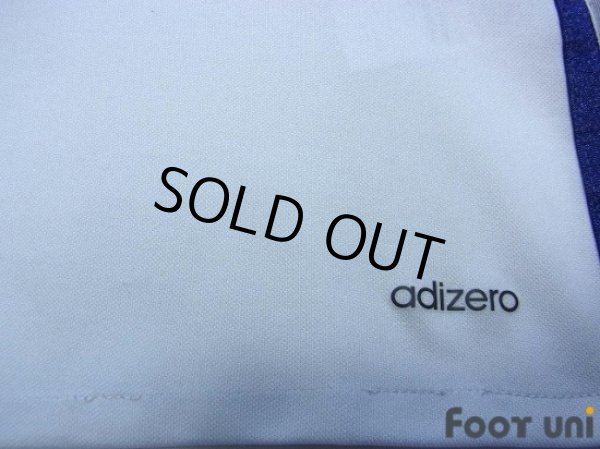 SOLD OUT
adizero
FOOT UNI